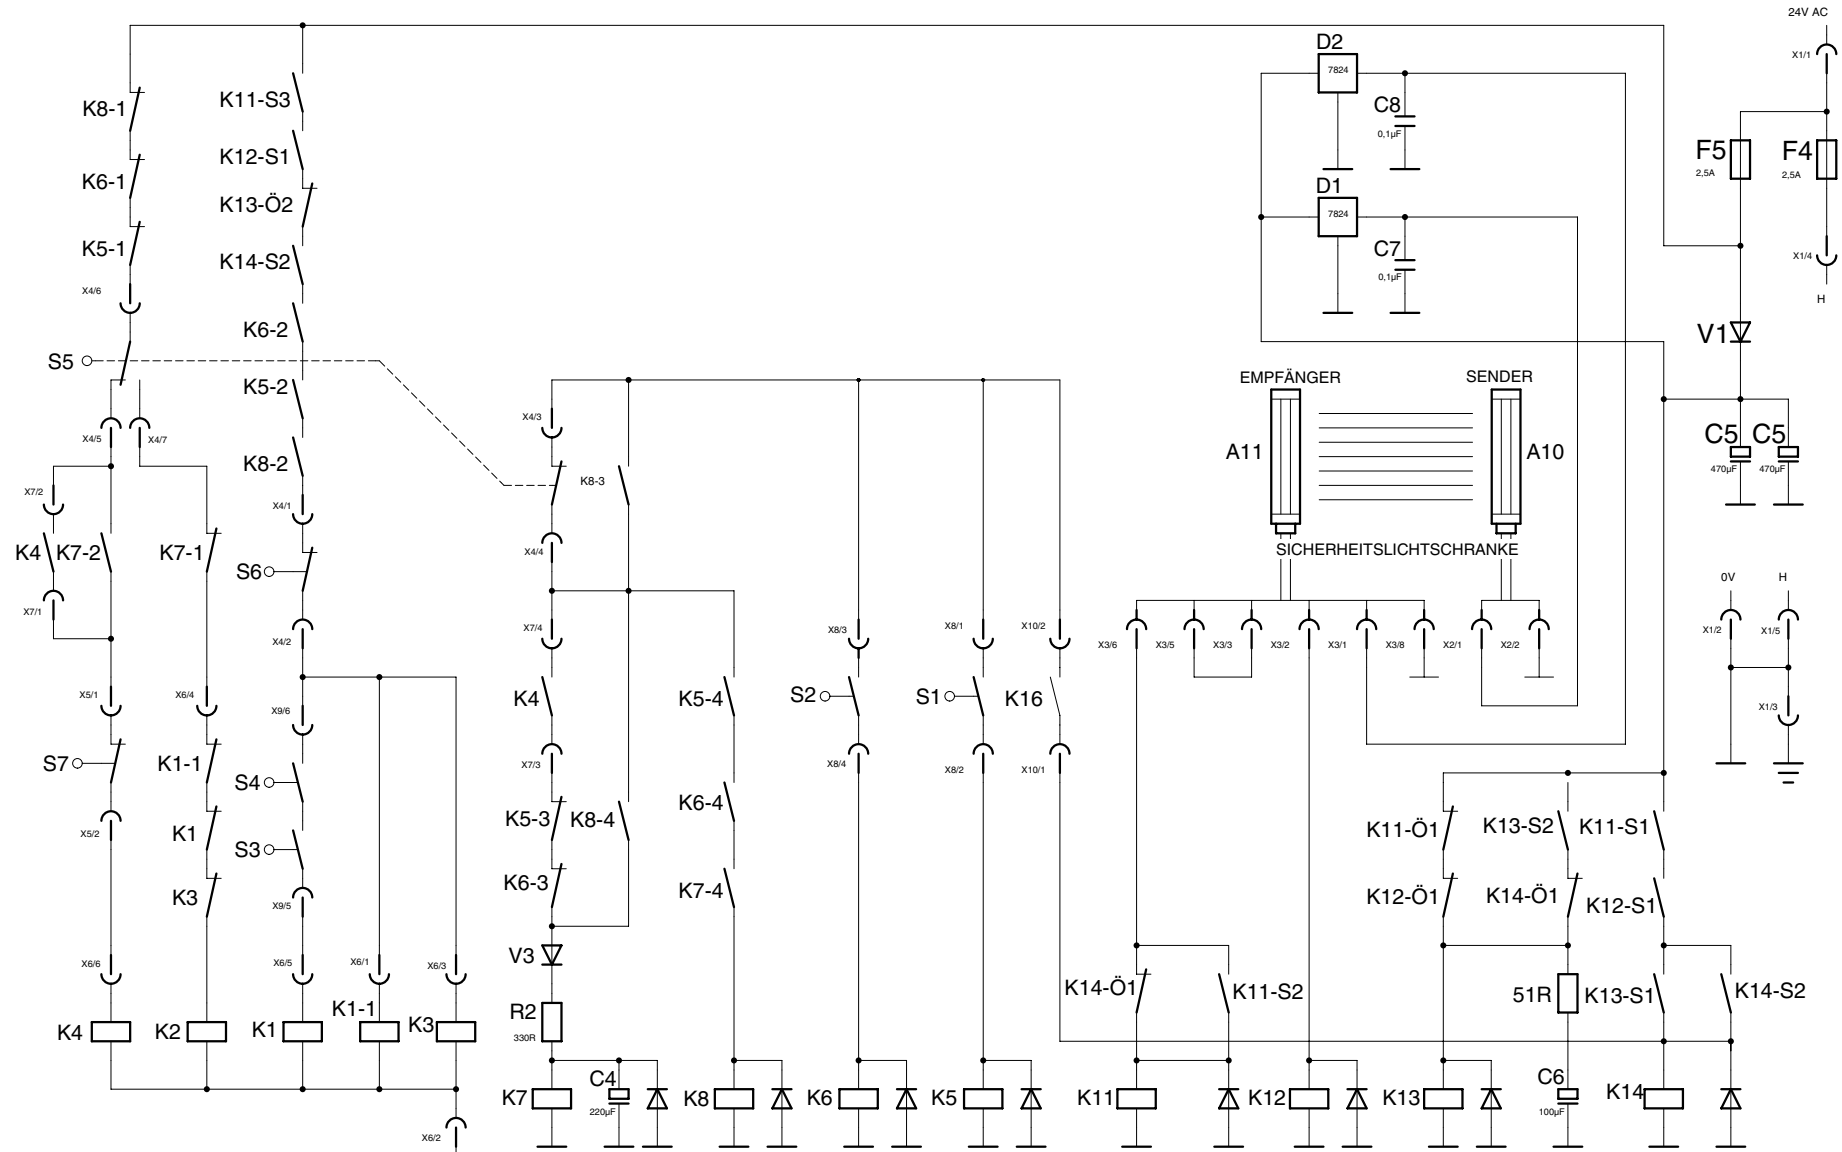 24V AC
X1/1
D2
7824
C8
0,1µF
K8-1
K11-S3
K12-S1
F5
2,5A
F4
2,5A
K6-1
K13-Ö2
D1
7824
C7
0,1µF
K5-1
K14-S2
X4/6
X1/4
H
K6-2
V1
S5
K5-2
EMPFÄNGER
SENDER
X4/5
X4/7
X4/3
K8-2
K8-3
A11
A10
C5
470µF
C5
470µF
X7/2
X4/1
K4
K7-2
K7-1
X4/4
SICHERHEITSLICHTSCHRANKE
S6
0V
H
X7/1
X4/2
X7/4
X8/3
X8/1
X10/2
X3/6
X3/5
X3/3
X3/2
X3/1
X3/8
X2/1
X2/2
X1/2
X1/5
X5/1
X6/4
X9/6
K4
K5-4
S2
S1
K16
X1/3
S7
K1-1
S4
X7/3
X8/4
X8/2
X10/1
K6-4
X5/2
K1
S3
K5-3
K8-4
K11-Ö1
K13-S2
K11-S1
K3
X9/5
K6-3
K7-4
K12-Ö1
K14-Ö1
K12-S1
X6/6
X6/5
X6/1
X6/3
V3
K14-Ö1
K11-S2
51R
K13-S1
K14-S2
R2
330R
K4
K2
K1
K1-1
K3
K7
C4
220µF
K8
K6
K5
K11
K12
K13
C6
100µF
K14
X6/2